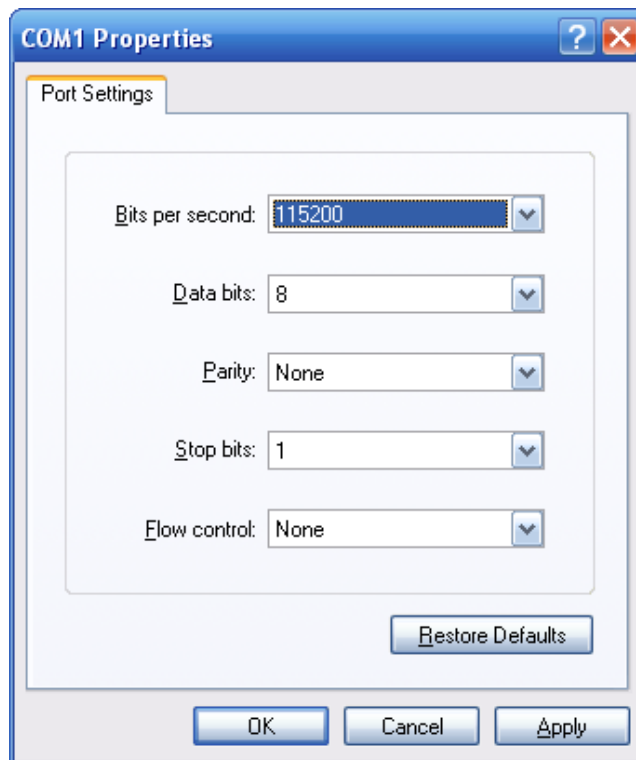 COM1 Properties
Port Settings
Bits per second: 115200
Data bits: 8
Parity: None
Stop bits: 1
Flow control: None
Restore Defaults
OK Cancel Apply